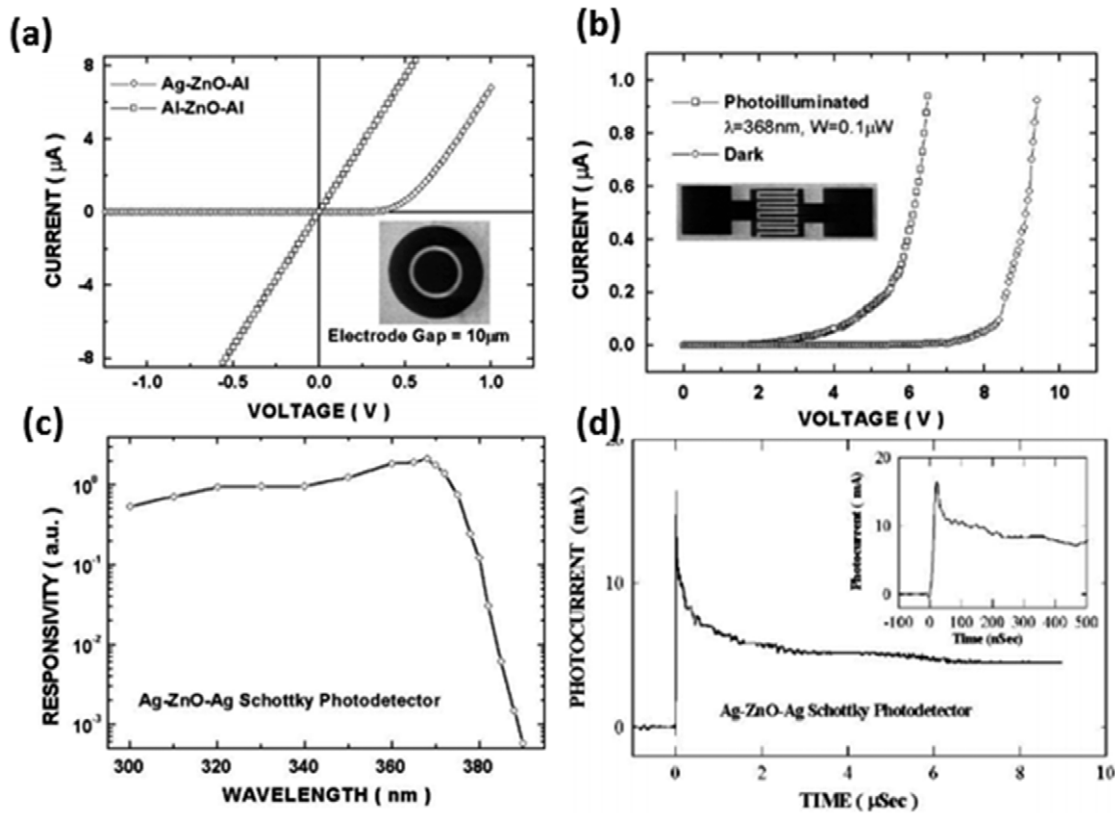 (a)
8
4
0
-4
-8
CURRENT ( μA )
Ag-ZnO-Al
Al-ZnO-Al
Electrode Gap = 10μm
-1.0 -0.5 0.0 0.5 1.0
VOLTAGE ( V )
(b)
1.0
0.8
0.6
0.4
0.2
0.0
CURRENT ( μA )
Photoilluminated
λ=368nm, W=0.1μW
Dark
0 2 4 6 8 10
VOLTAGE ( V )
(c)
10⁰
10⁻¹
10⁻²
10⁻³
RESPONSIVITY ( a.u. )
Ag-ZnO-Ag Schottky Photodetector
300 320 340 360 380
WAVELENGTH ( nm )
(d)
20
10
0
PHOTOCURRENT (mA)
20
10
0
Photocurrent ( mA)
-100 0 100 200 300 400 500
Time (nSec)
Ag-ZnO-Ag Schottky Photodetector
0 2 4 6 8 10
TIME ( μSec)